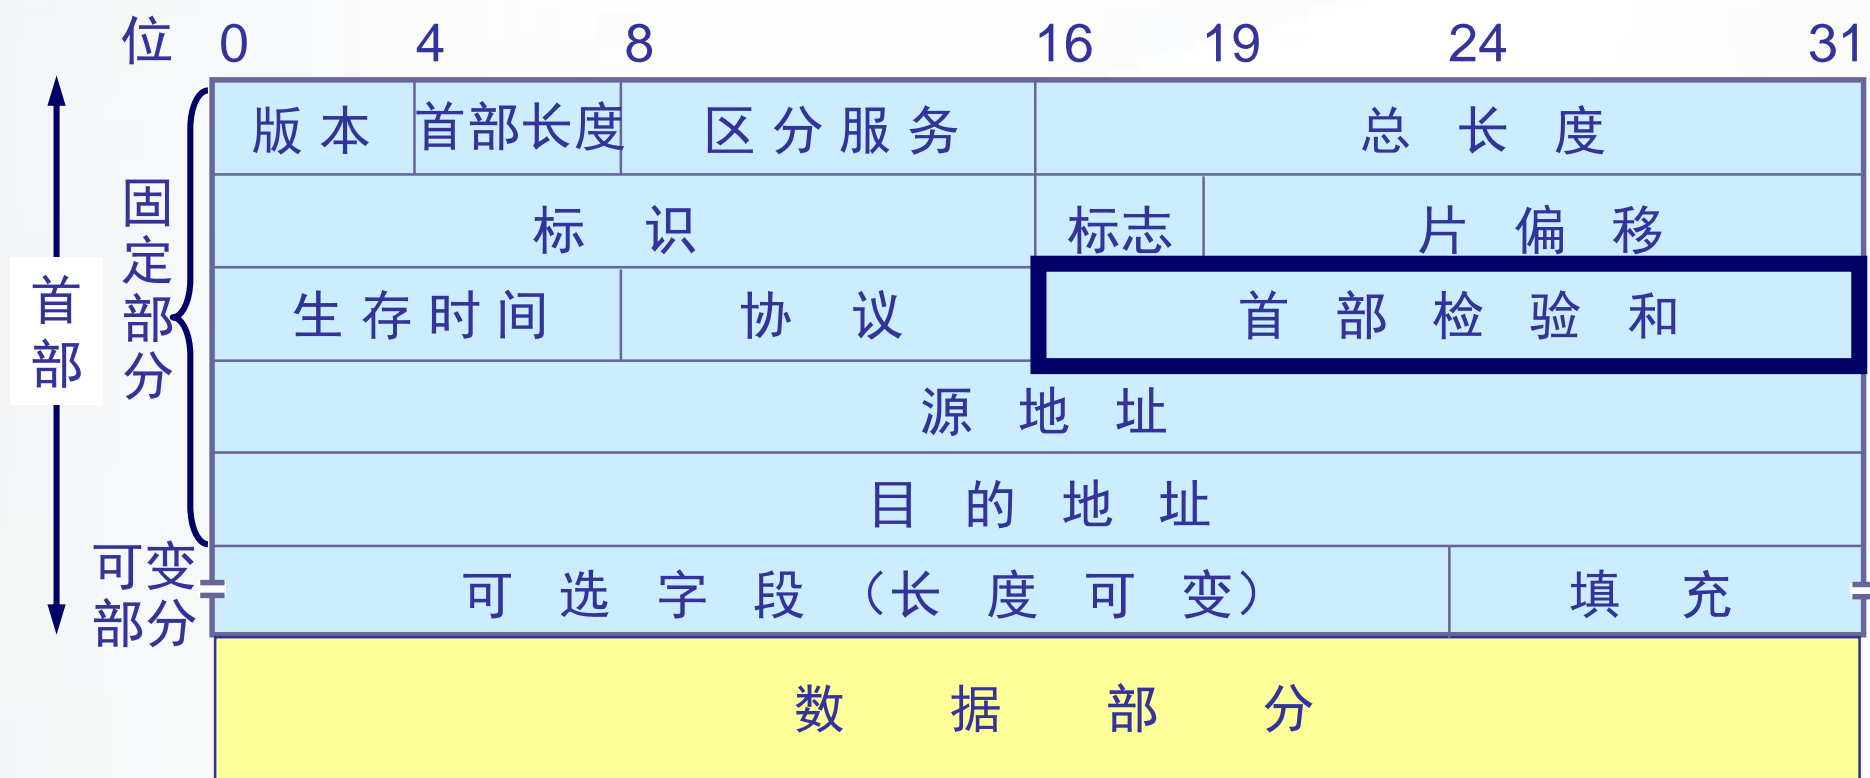 位 0 4 8 16 19 24 31
版本 首部长度 区分服务 总长度
标识 标志 片偏移
生存时间 协议 首部检验和
源地址
目的地址
可选字段（长度可变） 填充
数据部分
首部
固定部分
可变
部分